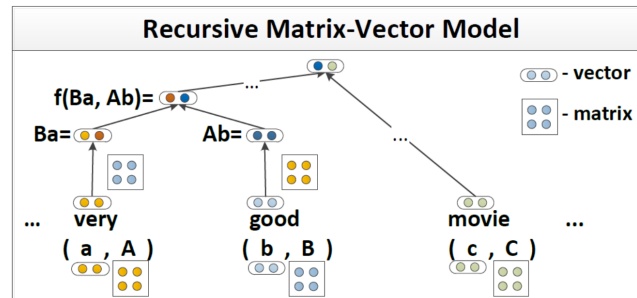 Recursive Matrix-Vector Model
... - vector
f(Ba, Ab)= - matrix
Ba= Ab= ...
... very good movie ...
( a , A ) ( b , B ) ( c , C )